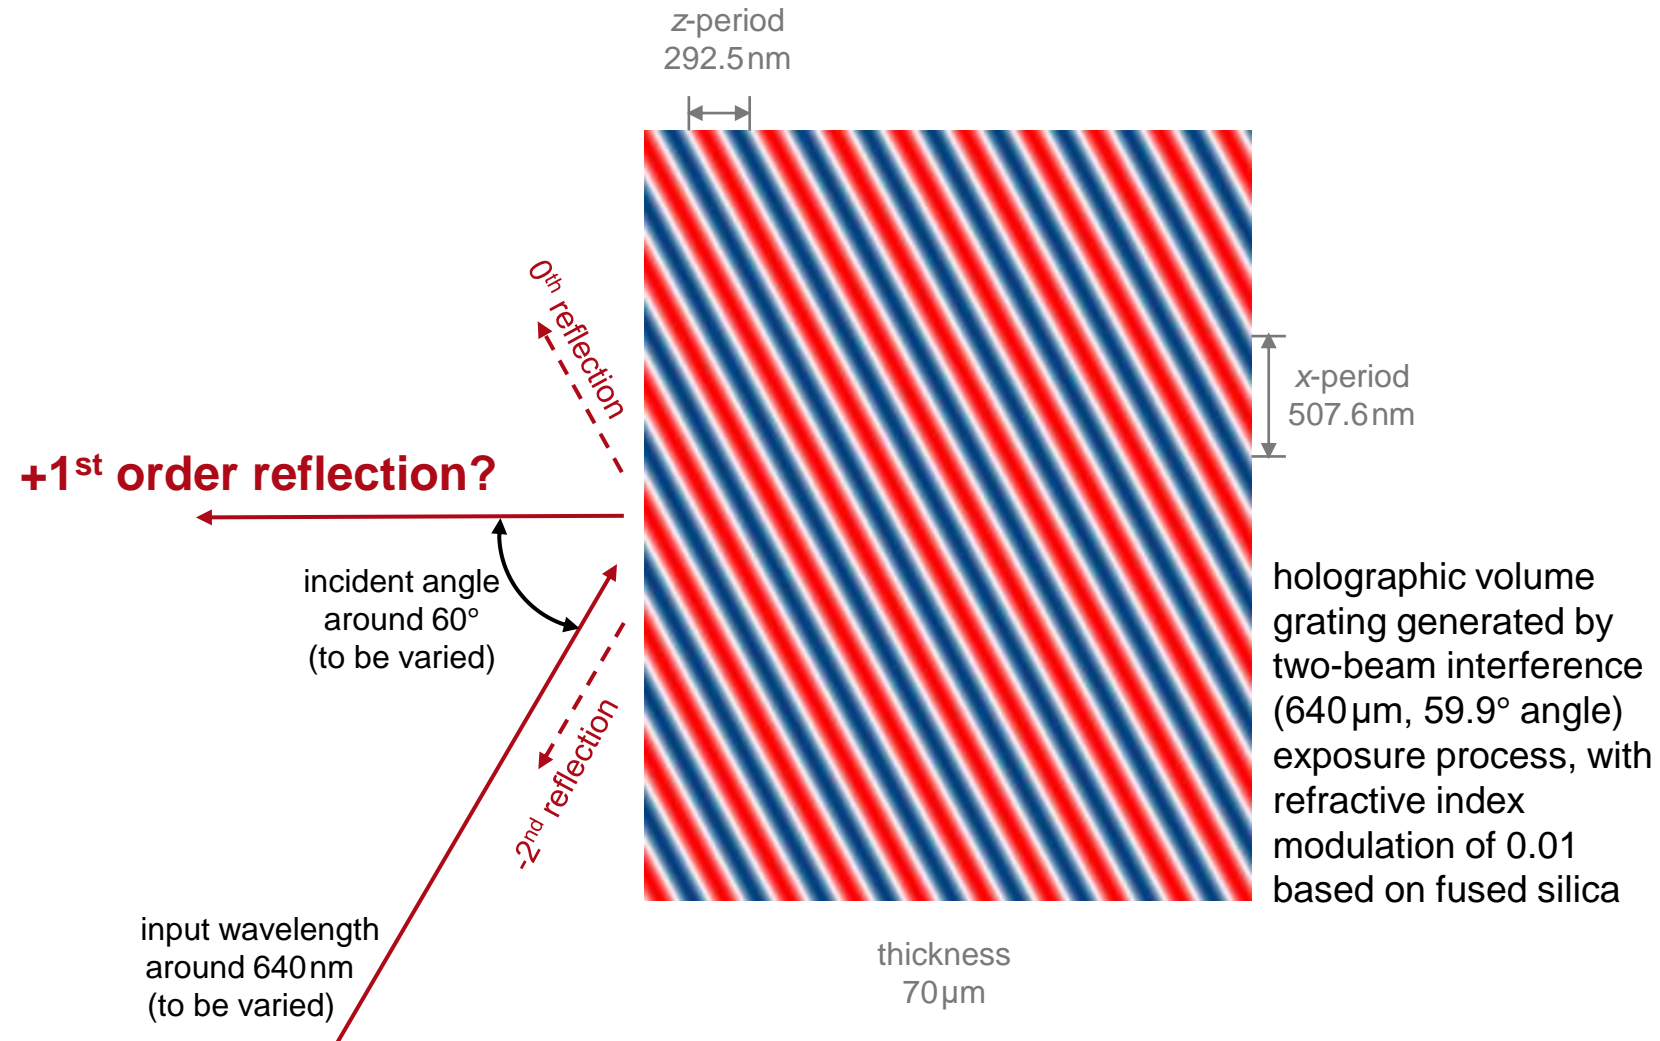 z-period
292.5 nm
0th reflection
x-period
507.6 nm
+1st order reflection?
incident angle
around 60°
(to be varied)
-2nd reflection
holographic volume
grating generated by
two-beam interference
(640 µm, 59.9° angle)
exposure process, with
refractive index
modulation of 0.01
based on fused silica
input wavelength
around 640 nm
(to be varied)
thickness
70 µm